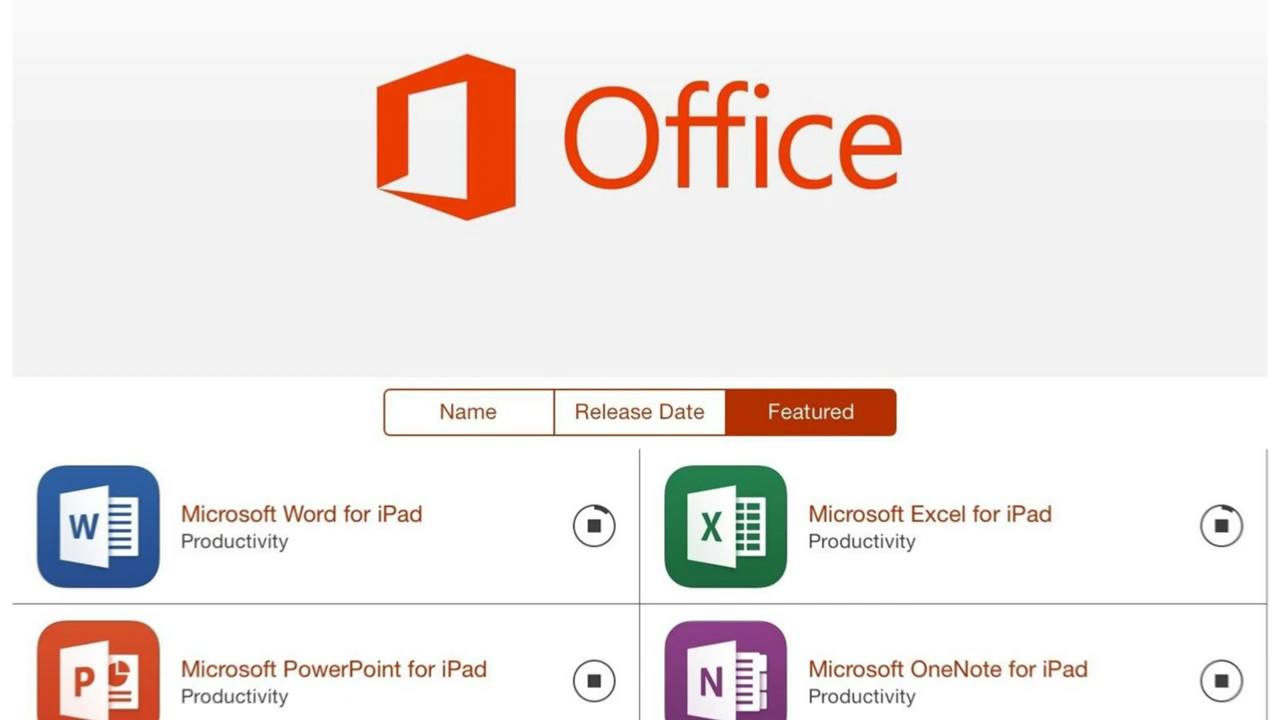 Office
Name
Release Date
Featured
W
Microsoft Word for iPad
Productivity
X
Microsoft Excel for iPad
Productivity
P
Microsoft PowerPoint for iPad
Productivity
N
Microsoft OneNote for iPad
Productivity